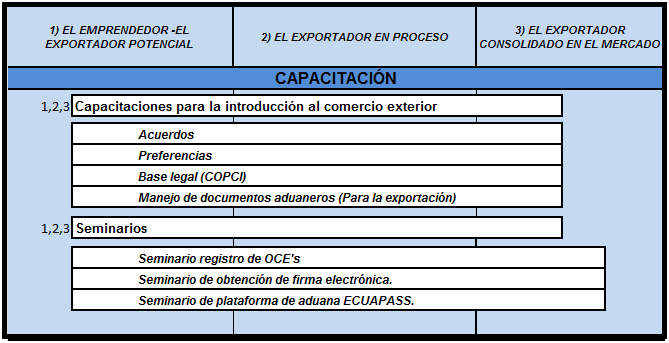 1) EL EMPRENDEDOR -EL
EXPORTADOR POTENCIAL
2) EL EXPORTADOR EN PROCESO
3) EL EXPORTADOR
CONSOLIDADO EN EL MERCADO
CAPACITACIÓN
1,2,3 Capacitaciones para la introducción al comercio exterior
Acuerdos
Preferencias
Base legal (COPCI)
Manejo de documentos aduaneros (Para la exportación)
1,2,3 Seminarios
Seminario registro de OCE's
Seminario de obtención de firma electrónica.
Seminario de plataforma de aduana ECUAPASS.